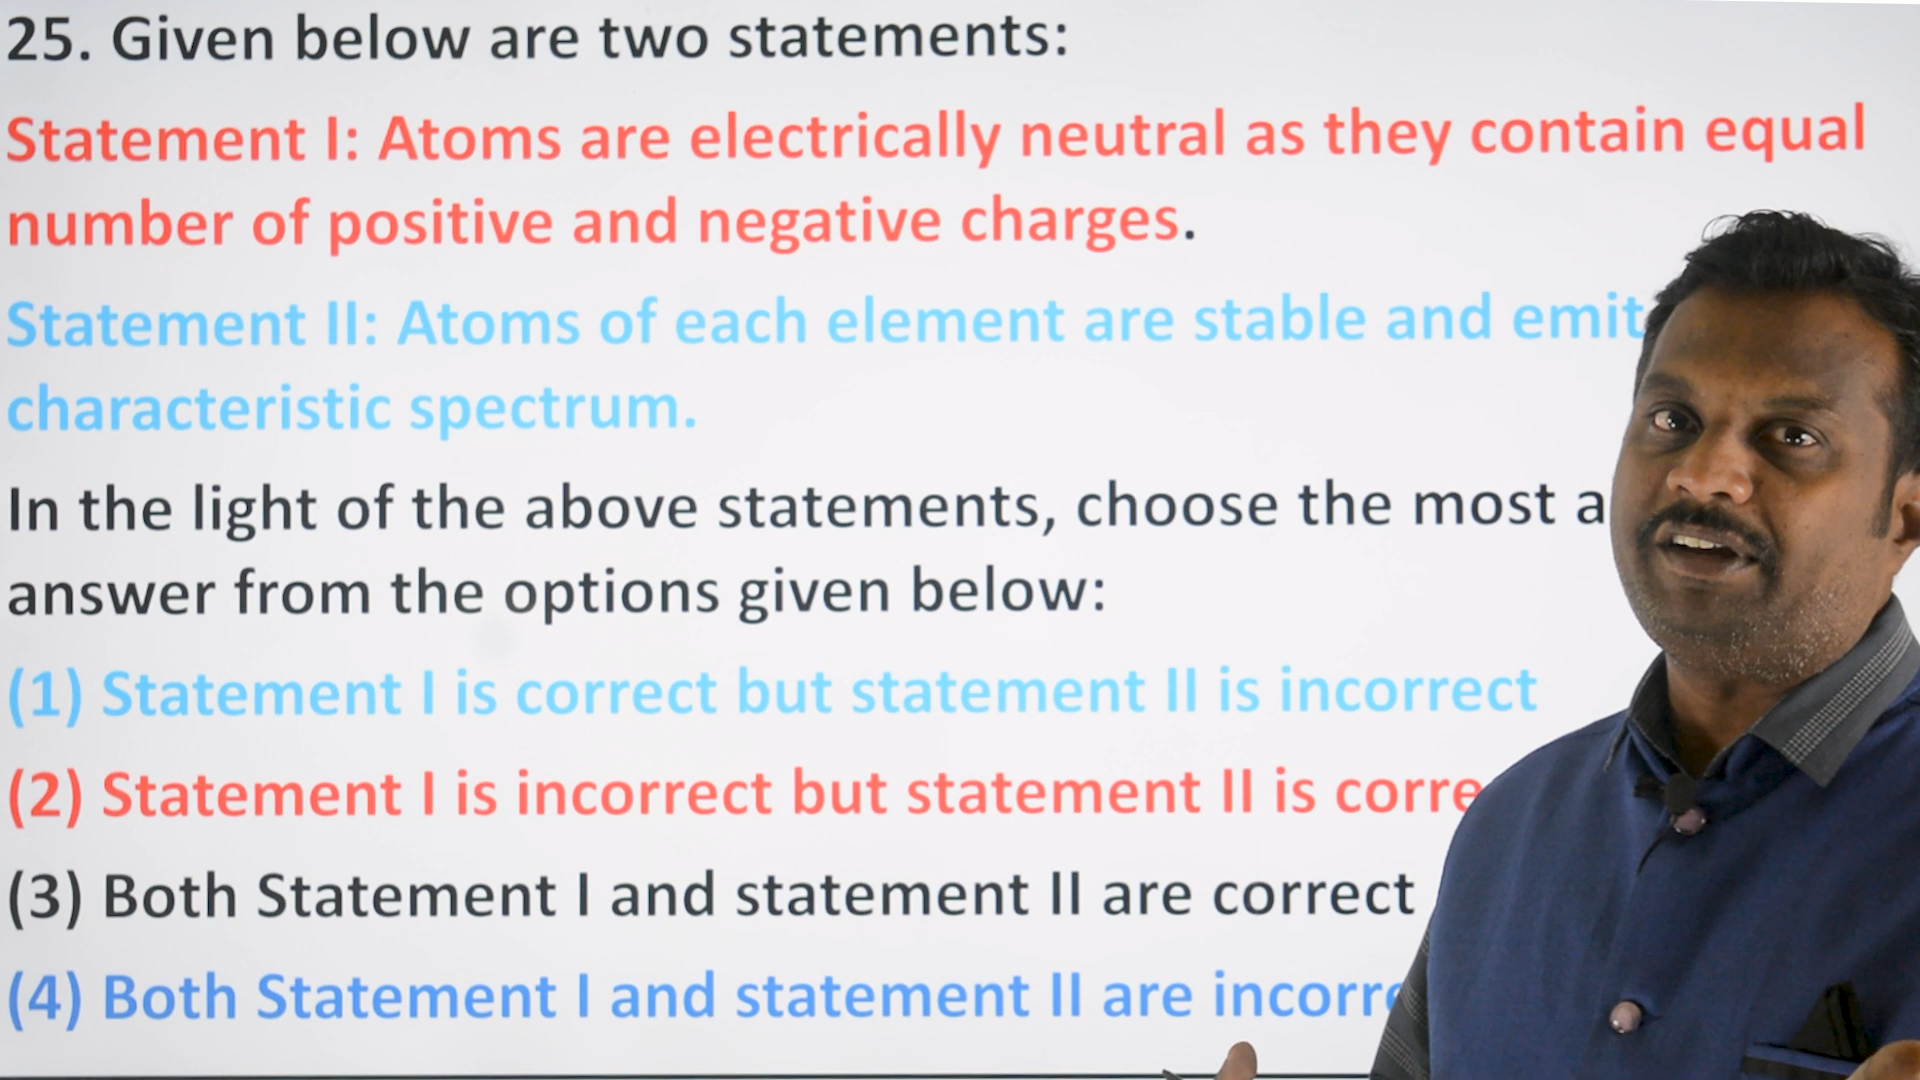 25. Given below are two statements:
Statement I: Atoms are electrically neutral as they contain equal
number of positive and negative charges.
Statement II: Atoms of each element are stable and emit
characteristic spectrum.
In the light of the above statements, choose the most
answer from the options given below:
(1) Statement I is correct but statement II is incorrect
(2) Statement I is incorrect but statement II is
(3) Both Statement I and statement II are correct
(4) Both Statement I and statement II are